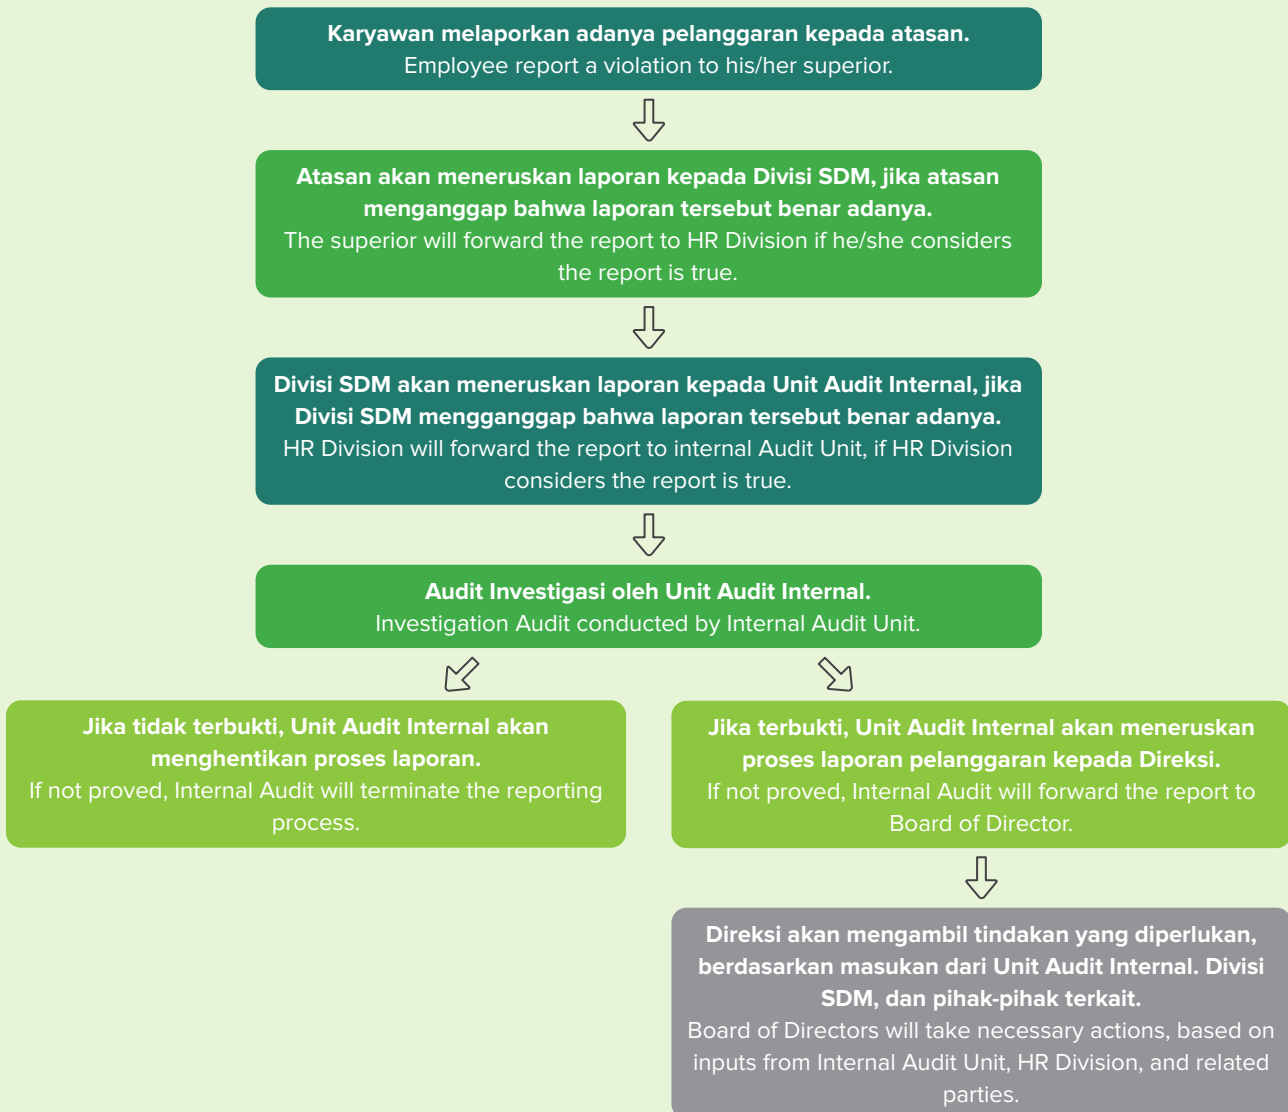 Karyawan melaporkan adanya pelanggaran kepada atasan.
Employee report a violation to his/her superior.
Atasan akan meneruskan laporan kepada Divisi SDM, jika atasan
menganggap bahwa laporan tersebut benar adanya.
The superior will forward the report to HR Division if he/she considers
the report is true.
Divisi SDM akan meneruskan laporan kepada Unit Audit Internal, jika
Divisi SDM mengganggap bahwa laporan tersebut benar adanya.
HR Division will forward the report to internal Audit Unit, if HR Division
considers the report is true.
Audit Investigasi oleh Unit Audit Internal.
Investigation Audit conducted by Internal Audit Unit.
Jika tidak terbukti, Unit Audit Internal akan
menghentikan proses laporan.
If not proved, Internal Audit will terminate the reporting
process.
Jika terbukti, Unit Audit Internal akan meneruskan
proses laporan pelanggaran kepada Direksi.
If not proved, Internal Audit will forward the report to
Board of Director.
Direksi akan mengambil tindakan yang diperlukan,
berdasarkan masukan dari Unit Audit Internal. Divisi
SDM, dan pihak-pihak terkait.
Board of Directors will take necessary actions, based on
inputs from Internal Audit Unit, HR Division, and related
parties.